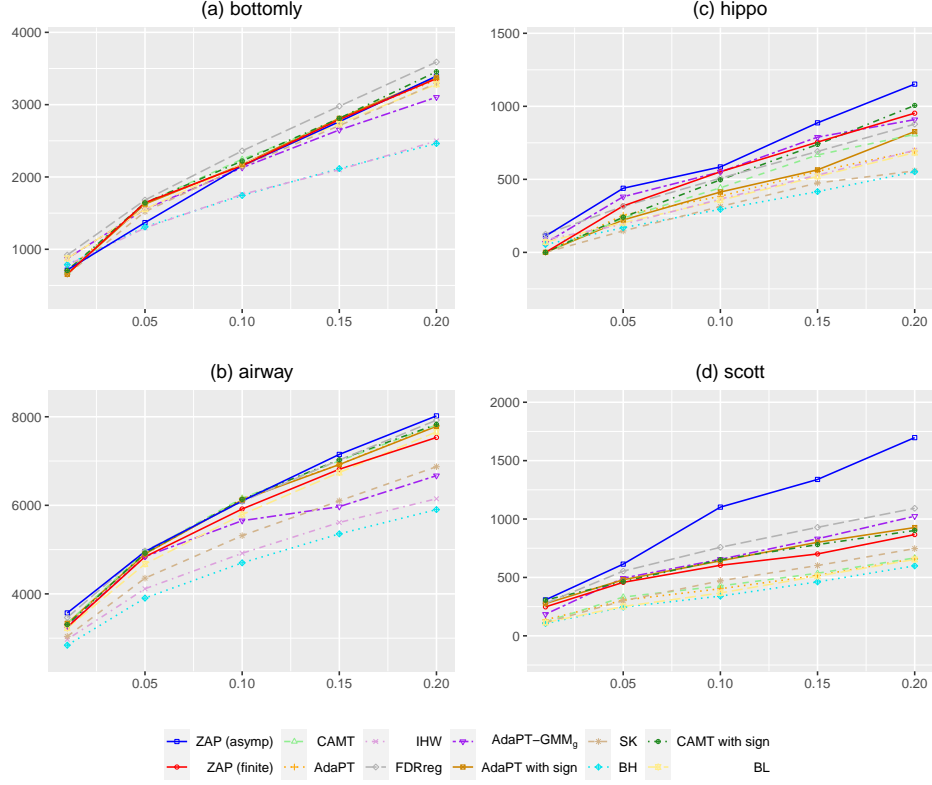 (a) bottomly
4000
3000
2000
1000
0.05 0.10 0.15 0.20
(c) hippo
1500
1000
500
0
0.05 0.10 0.15 0.20
(b) airway
8000
6000
4000
0.05 0.10 0.15 0.20
(d) scott
2000
1500
1000
500
0
0.05 0.10 0.15 0.20
ZAP (asymp) CAMT IHW AdaPT−GMMg SK CAMT with sign
ZAP (finite) AdaPT FDRreg AdaPT with sign BH BL